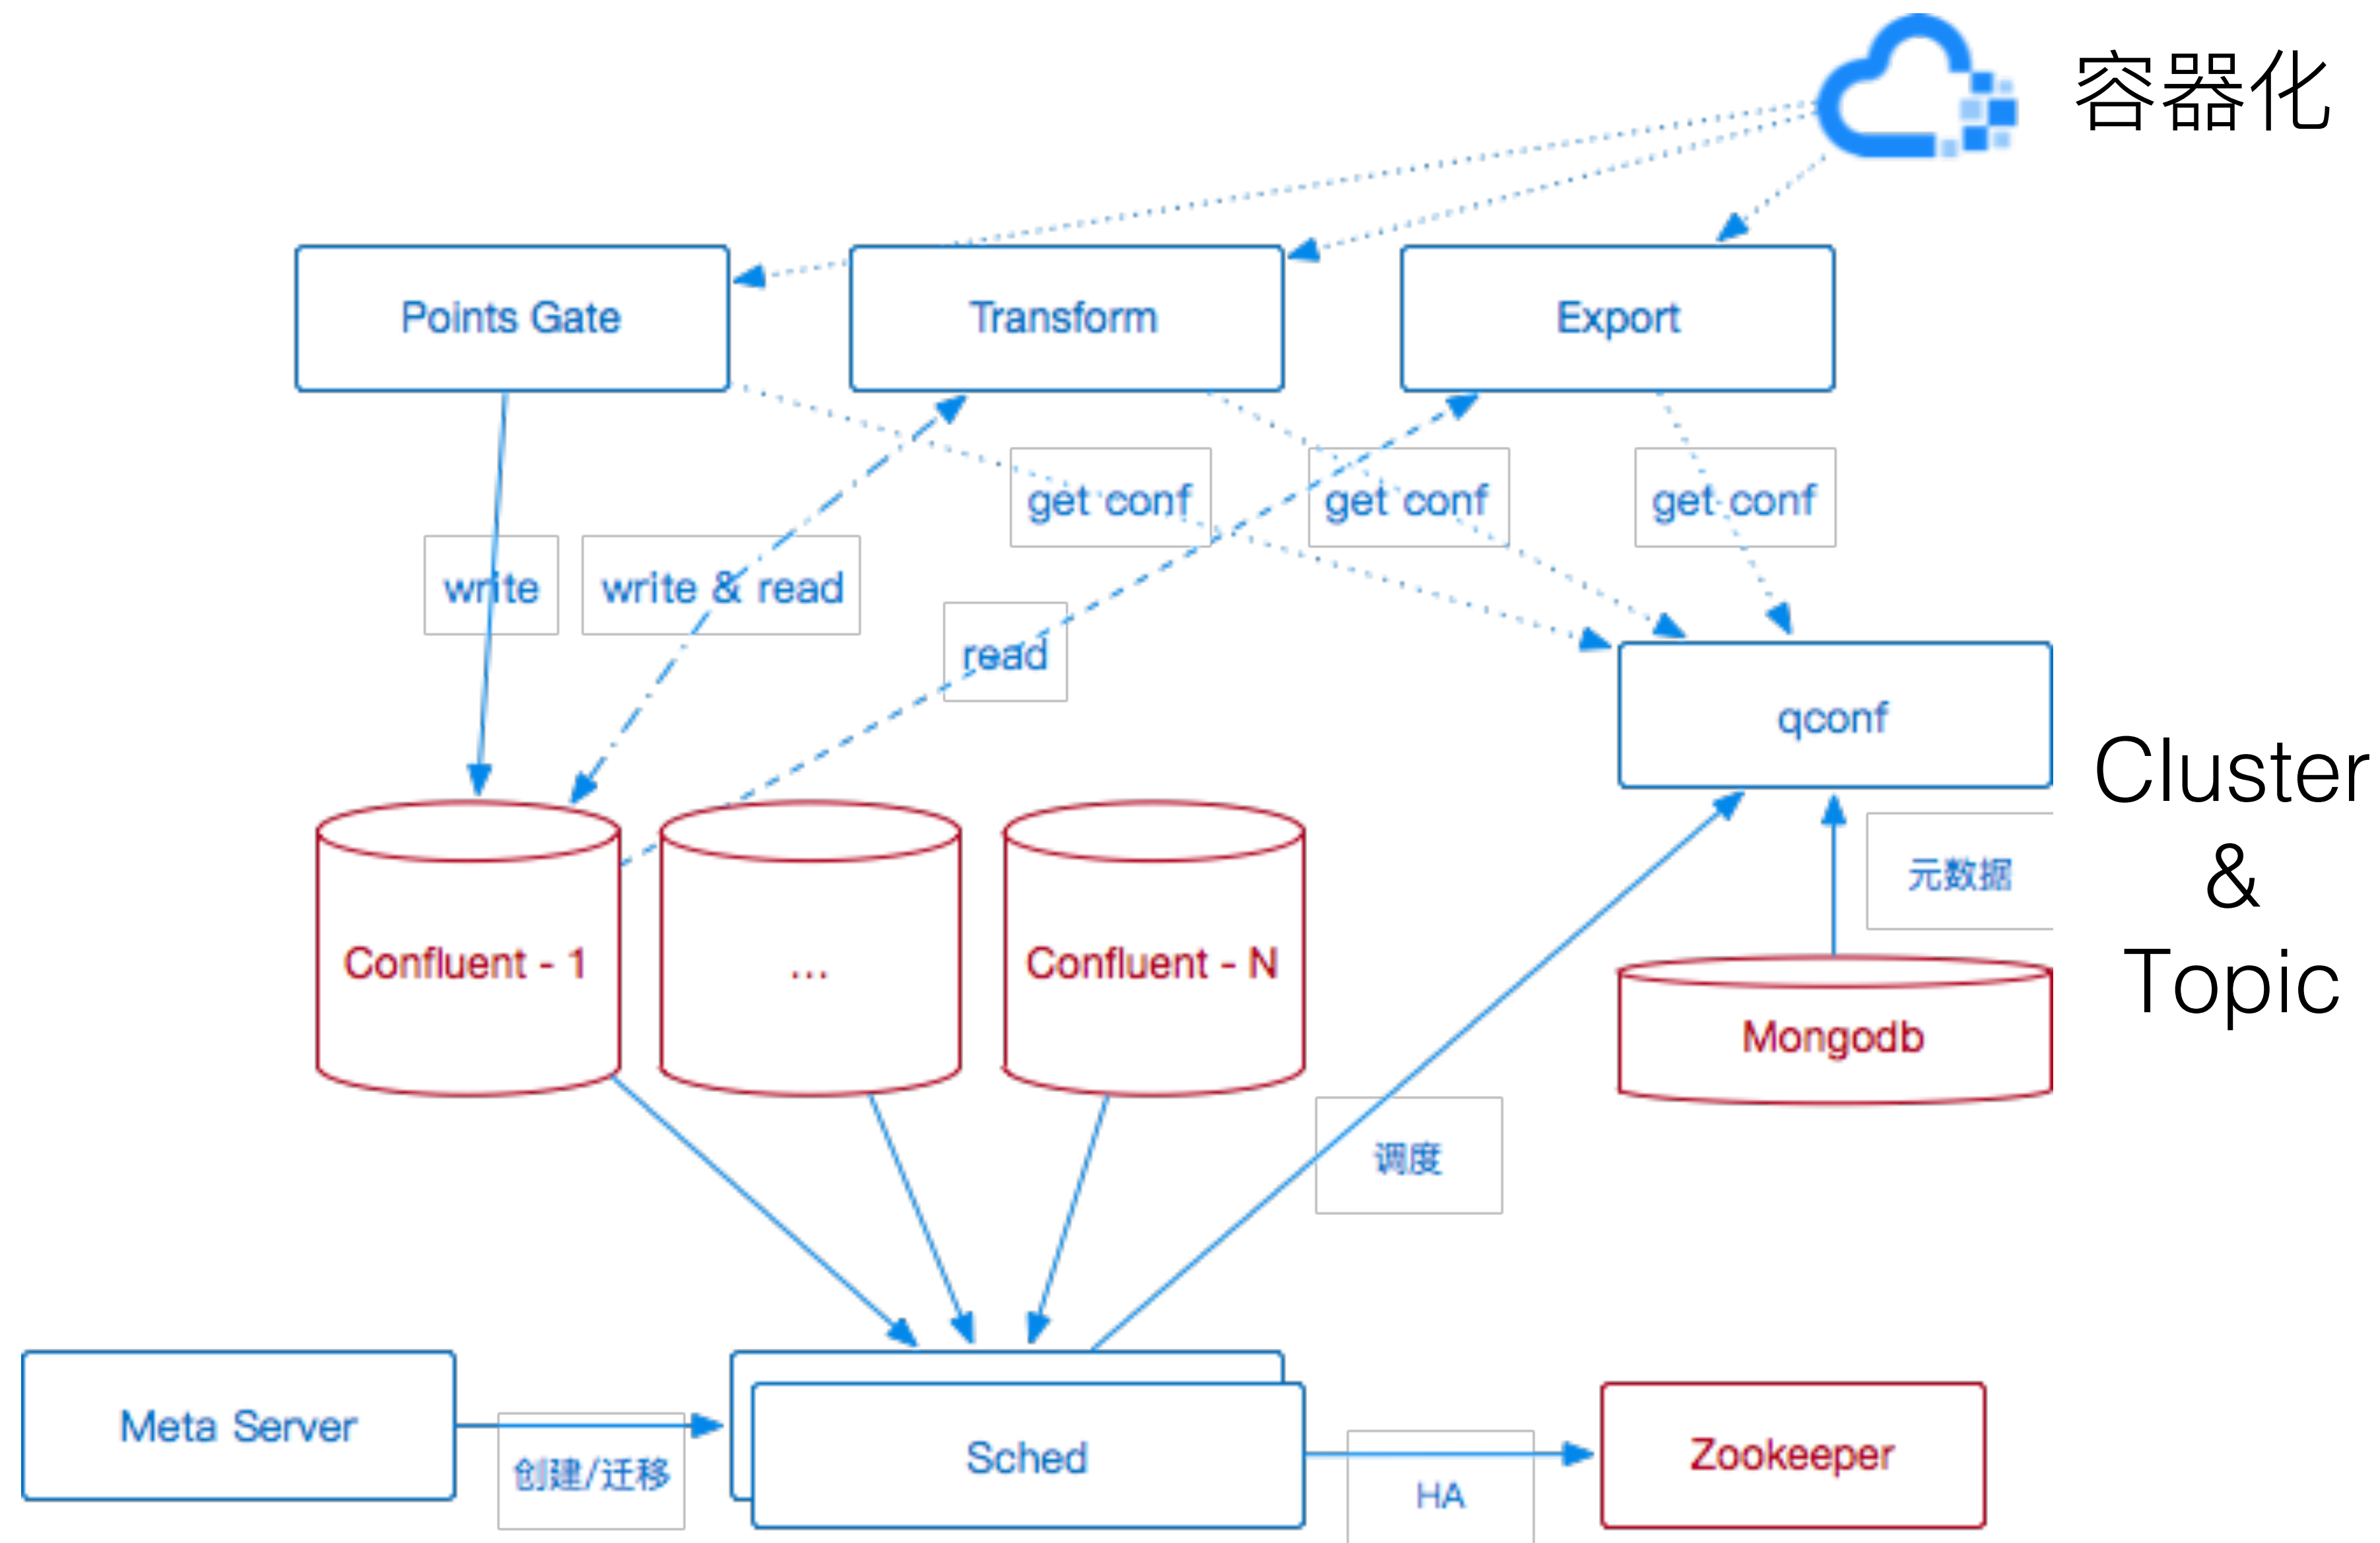 容器化
Points Gate
Transform
Export
get conf
get conf
get conf
write
write & read
read
qconf
Cluster
&
Topic
元数据
Confluent - 1
...
Confluent - N
Mongodb
调度
Meta Server
创建/迁移
Sched
HA
Zookeeper